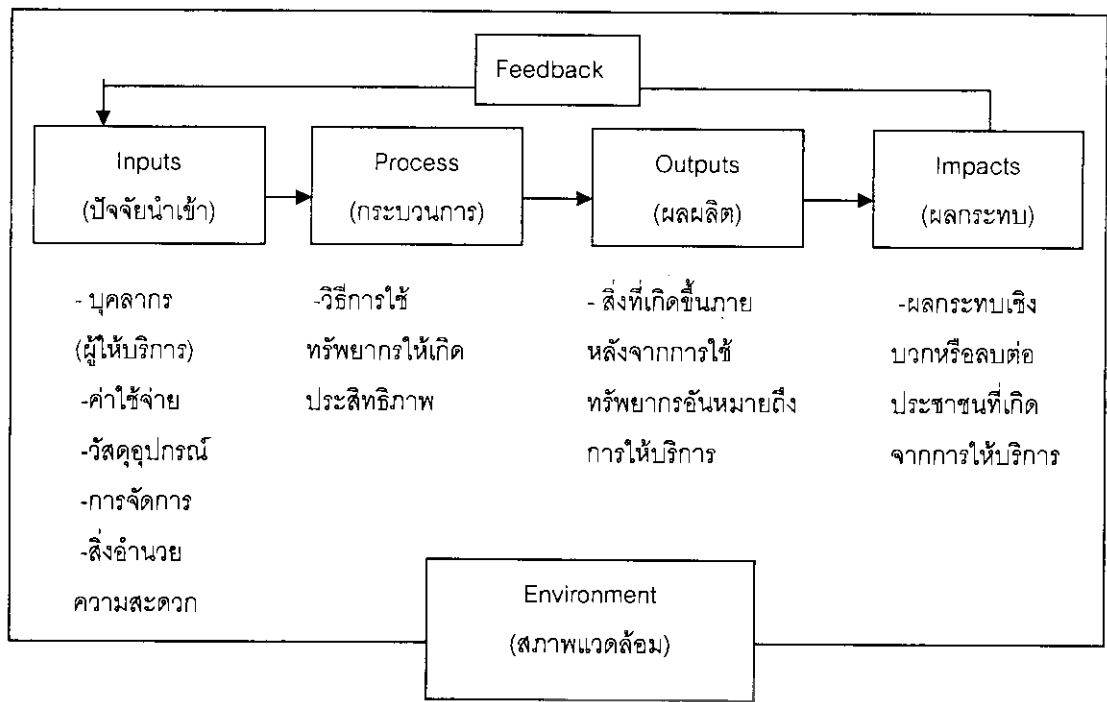 Feedback
Inputs
(ปัจจัยนำเข้า)
Process
(กระบวนการ)
Outputs
(ผลผลิต)
Impacts
(ผลกระทบ)
- บุคลากร
(ผู้ให้บริการ)
-ค่าใช้จ่าย
-วัสดุอุปกรณ์
-การจัดการ
-สิ่งอำนวย
ความสะดวก
-วิธีการใช้
ทรัพยากรให้เกิด
ประสิทธิภาพ
- สิ่งที่เกิดขึ้นภาย
หลังจากการใช้
ทรัพยากรอันหมายถึง
การให้บริการ
-ผลกระทบเชิง
บวกหรือลบต่อ
ประชาชนที่เกิด
จากการให้บริการ
Environment
(สภาพแวดล้อม)